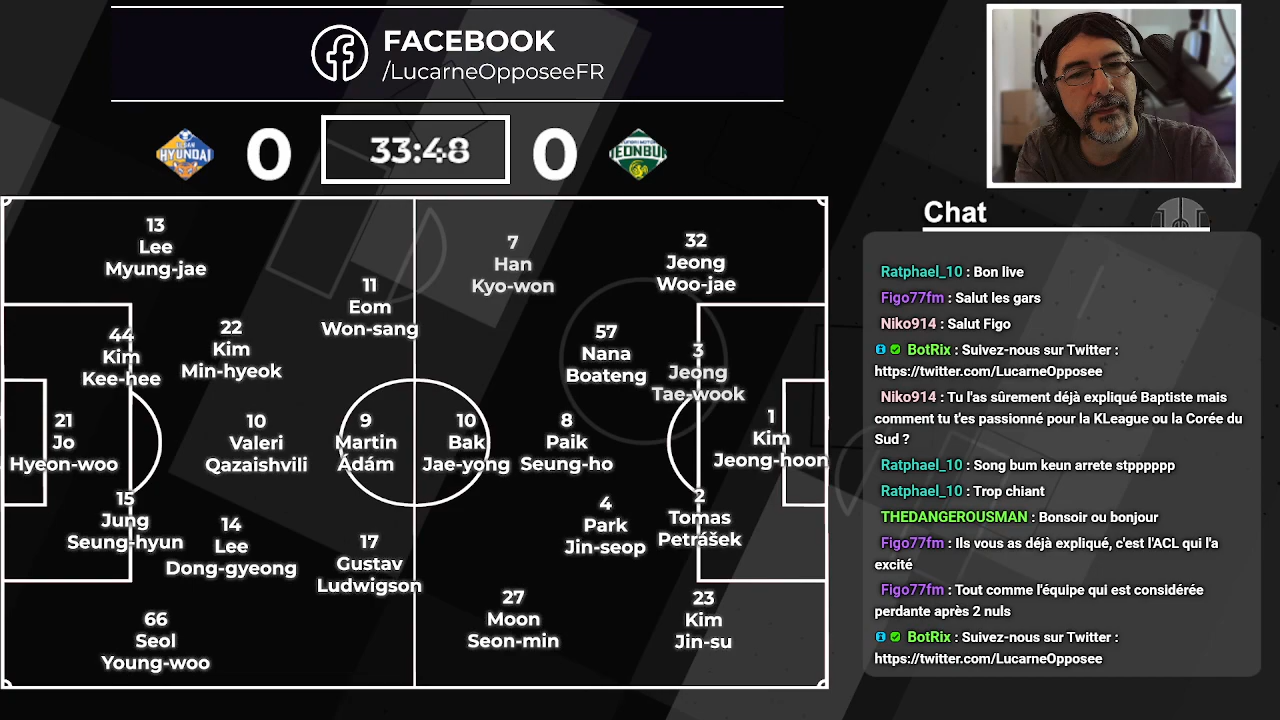 FACEBOOK
/LucarneOpposeeFR
HYUNDAI
0
33:48
0
13
Lee
Myung-jae
44
Kim
Kee-hee
22
Kim
Min-hyeok
11
Eom
Won-sang
21
Jo
Hyeon-woo
10
Valeri
Qazaishvili
9
Martin
Ádám
15
Jung
Seung-hyun
14
Lee
Dong-gyeong
17
Gustav
Ludwigson
66
Seol
Young-woo
7
Han
Kyo-won
32
Jeong
Woo-jae
57
Nana
Boateng
3
Jeong
Tae-wook
10
Bak
Jae-yong
8
Paik
Seung-ho
1
Kim
Jeong-hoon
4
Park
Jin-seop
2
Tomas
Petrášek
27
Moon
Seon-min
23
Kim
Jin-su
Chat
Ratphael_10 : Bon live
Figo77fm : Salut les gars
Niko914 : Salut Figo
BotRix : Suivez-nous sur Twitter :
https://twitter.com/LucarneOpposee
Niko914 : Tu l'as sûrement déjà expliqué Baptiste mais
comment tu t'es passionné pour la KLeague ou la Corée du
Sud ?
Ratphael_10 : Song bum keun arrete stpppppp
Ratphael_10 : Trop chiant
THEDANGEROUSMAN : Bonsoir ou bonjour
Figo77fm : Ils vous as déjà expliqué, c'est l'ACL qui l'a
excité
Figo77fm : Tout comme l'équipe qui est considérée
perdante après 2 nuls
BotRix : Suivez-nous sur Twitter :
https://twitter.com/LucarneOpposee